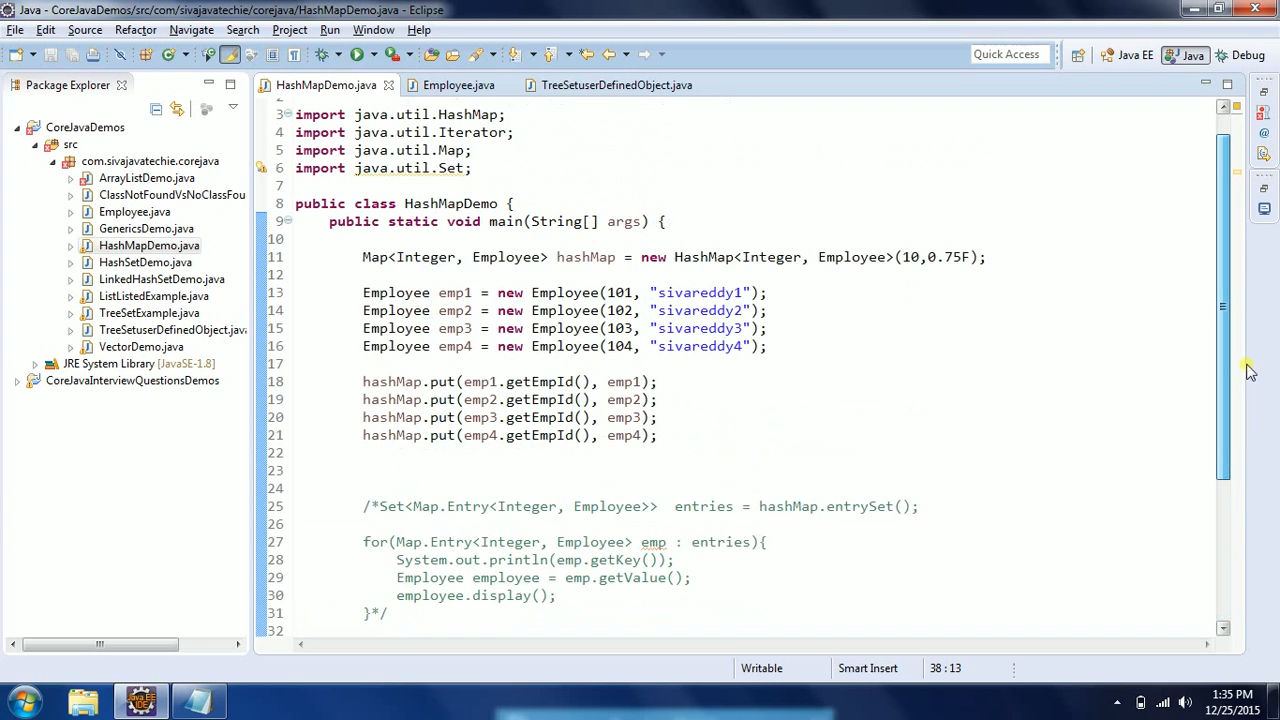 Java - CoreJavaDemos/src/com/sivajavatechie/corejava/HashMapDemo.java - Eclipse
File Edit Source Refactor Navigate Search Project Run Window Help
Quick Access Java EE Java Debug
Package Explorer HashMapDemo.java Employee.java TreeSetuserDefinedObject.java
CoreJavaDemos
src
com.sivajavatechie.corejava
ArrayListDemo.java
ClassNotFoundVsNoClassFou
Employee.java
GenericsDemo.java
HashMapDemo.java
HashSetDemo.java
LinkedHashSetDemo.java
ListListedExample.java
TreeSetExample.java
TreeSetuserDefinedObject.java
VectorDemo.java
JRE System Library [JavaSE-1.8]
CoreJavaInterviewQuestionsDemos
3 import java.util.HashMap;
4 import java.util.Iterator;
5 import java.util.Map;
6 import java.util.Set;
7
8 public class HashMapDemo {
9 public static void main(String[] args) {
10
11 Map<Integer, Employee> hashMap = new HashMap<Integer, Employee>(10,0.75F);
12
13 Employee emp1 = new Employee(101, "sivareddy1");
14 Employee emp2 = new Employee(102, "sivareddy2");
15 Employee emp3 = new Employee(103, "sivareddy3");
16 Employee emp4 = new Employee(104, "sivareddy4");
17
18 hashMap.put(emp1.getEmpId(), emp1);
19 hashMap.put(emp2.getEmpId(), emp2);
20 hashMap.put(emp3.getEmpId(), emp3);
21 hashMap.put(emp4.getEmpId(), emp4);
22
23
24
25 /*Set<Map.Entry<Integer, Employee>> entries = hashMap.entrySet();
26
27 for(Map.Entry<Integer, Employee> emp : entries){
28 System.out.println(emp.getKey());
29 Employee employee = emp.getValue();
30 employee.display();
31 }*/
32
Writable Smart Insert 38 : 13
Java EE
IDE
1:35 PM
12/25/2015